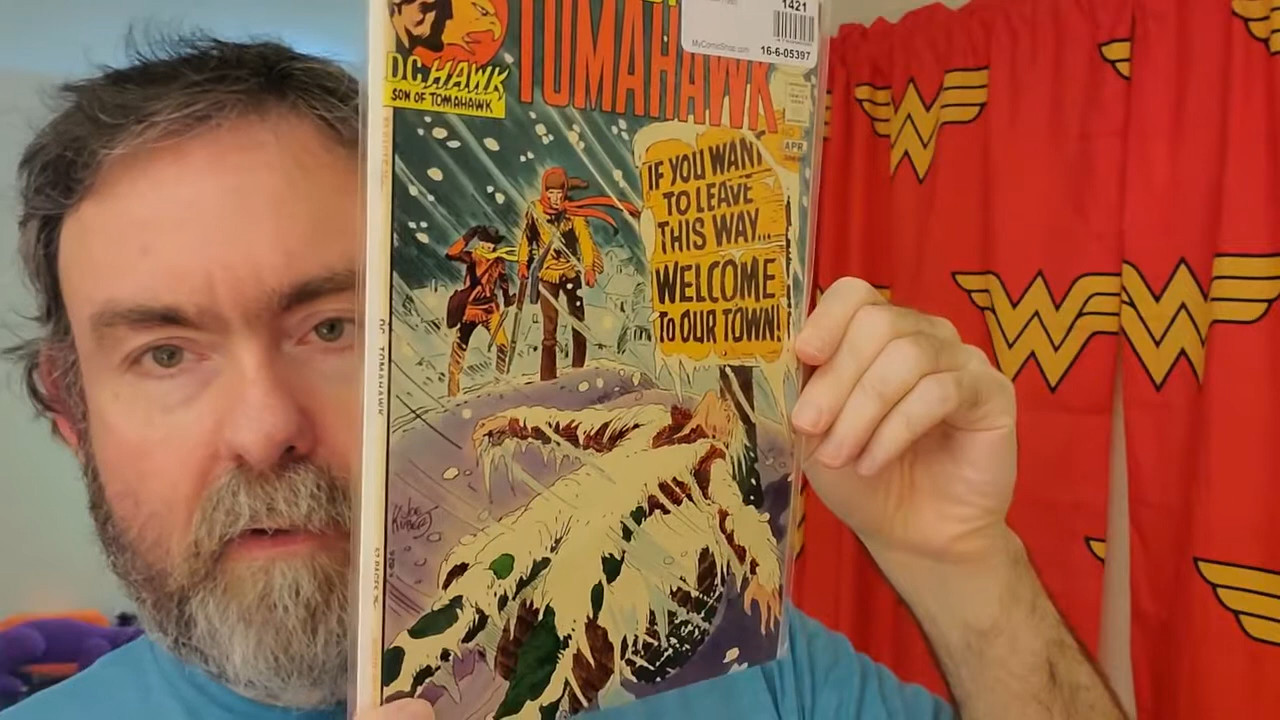 1421
MyComicShop.com 16-6-05397
TOMAHAWK
D.C. HAWK
SON OF TOMAHAWK
APR
IF YOU WANT
TO LEAVE
THIS WAY...
WELCOME
TO OUR TOWN!
DC TOMAHAWK
JOE
KUBERT
W
W
W